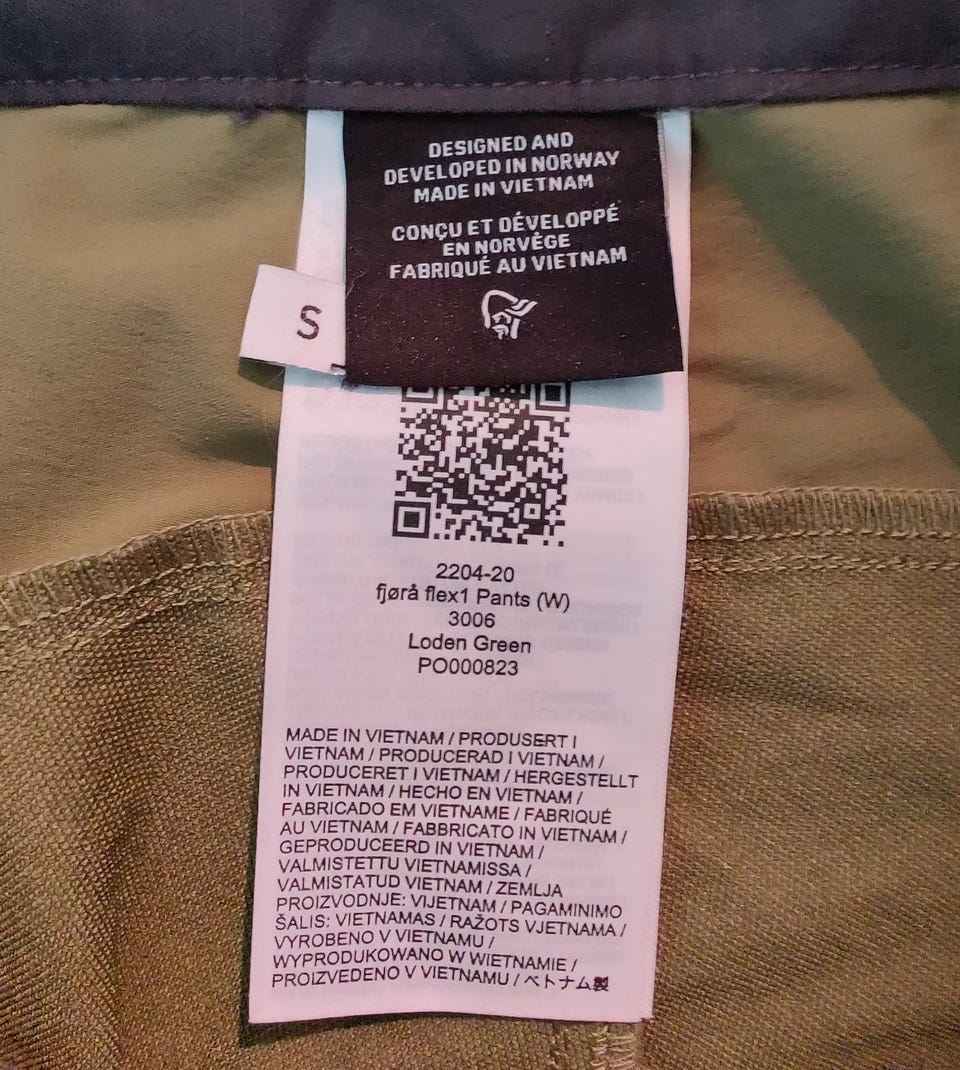 DESIGNED AND
DEVELOPED IN NORWAY
MADE IN VIETNAM
CONÇU ET DÉVELOPPÉ
EN NORVÈGE
FABRIQUÉ AU VIETNAM
S
2204-20
fjørå flex1 Pants (W)
3006
Loden Green
PO000823
MADE IN VIETNAM / PRODUSERT I
VIETNAM / PRODUCERAD I VIETNAM /
PRODUCERET I VIETNAM / HERGESTELLT
IN VIETNAM / HECHO EN VIETNAM /
FABRICADO EM VIETNAME / FABRIQUÉ
AU VIETNAM / FABBRICATO IN VIETNAM /
GEPRODUCEERD IN VIETNAM /
VALMISTETTU VIETNAMISSA /
VALMISTATUD VIETNAM / ZEMLJA
PROIZVODNJE: VIJETNAM / PAGAMINIMO
ŠALIS: VIETNAMAS / RAŽOTS VJETNAMA /
VYROBENO V VIETNAMU /
WYPRODUKOWANO W WIETNAMIE /
PROIZVEDENO V VIETNAMU / ベトナム製